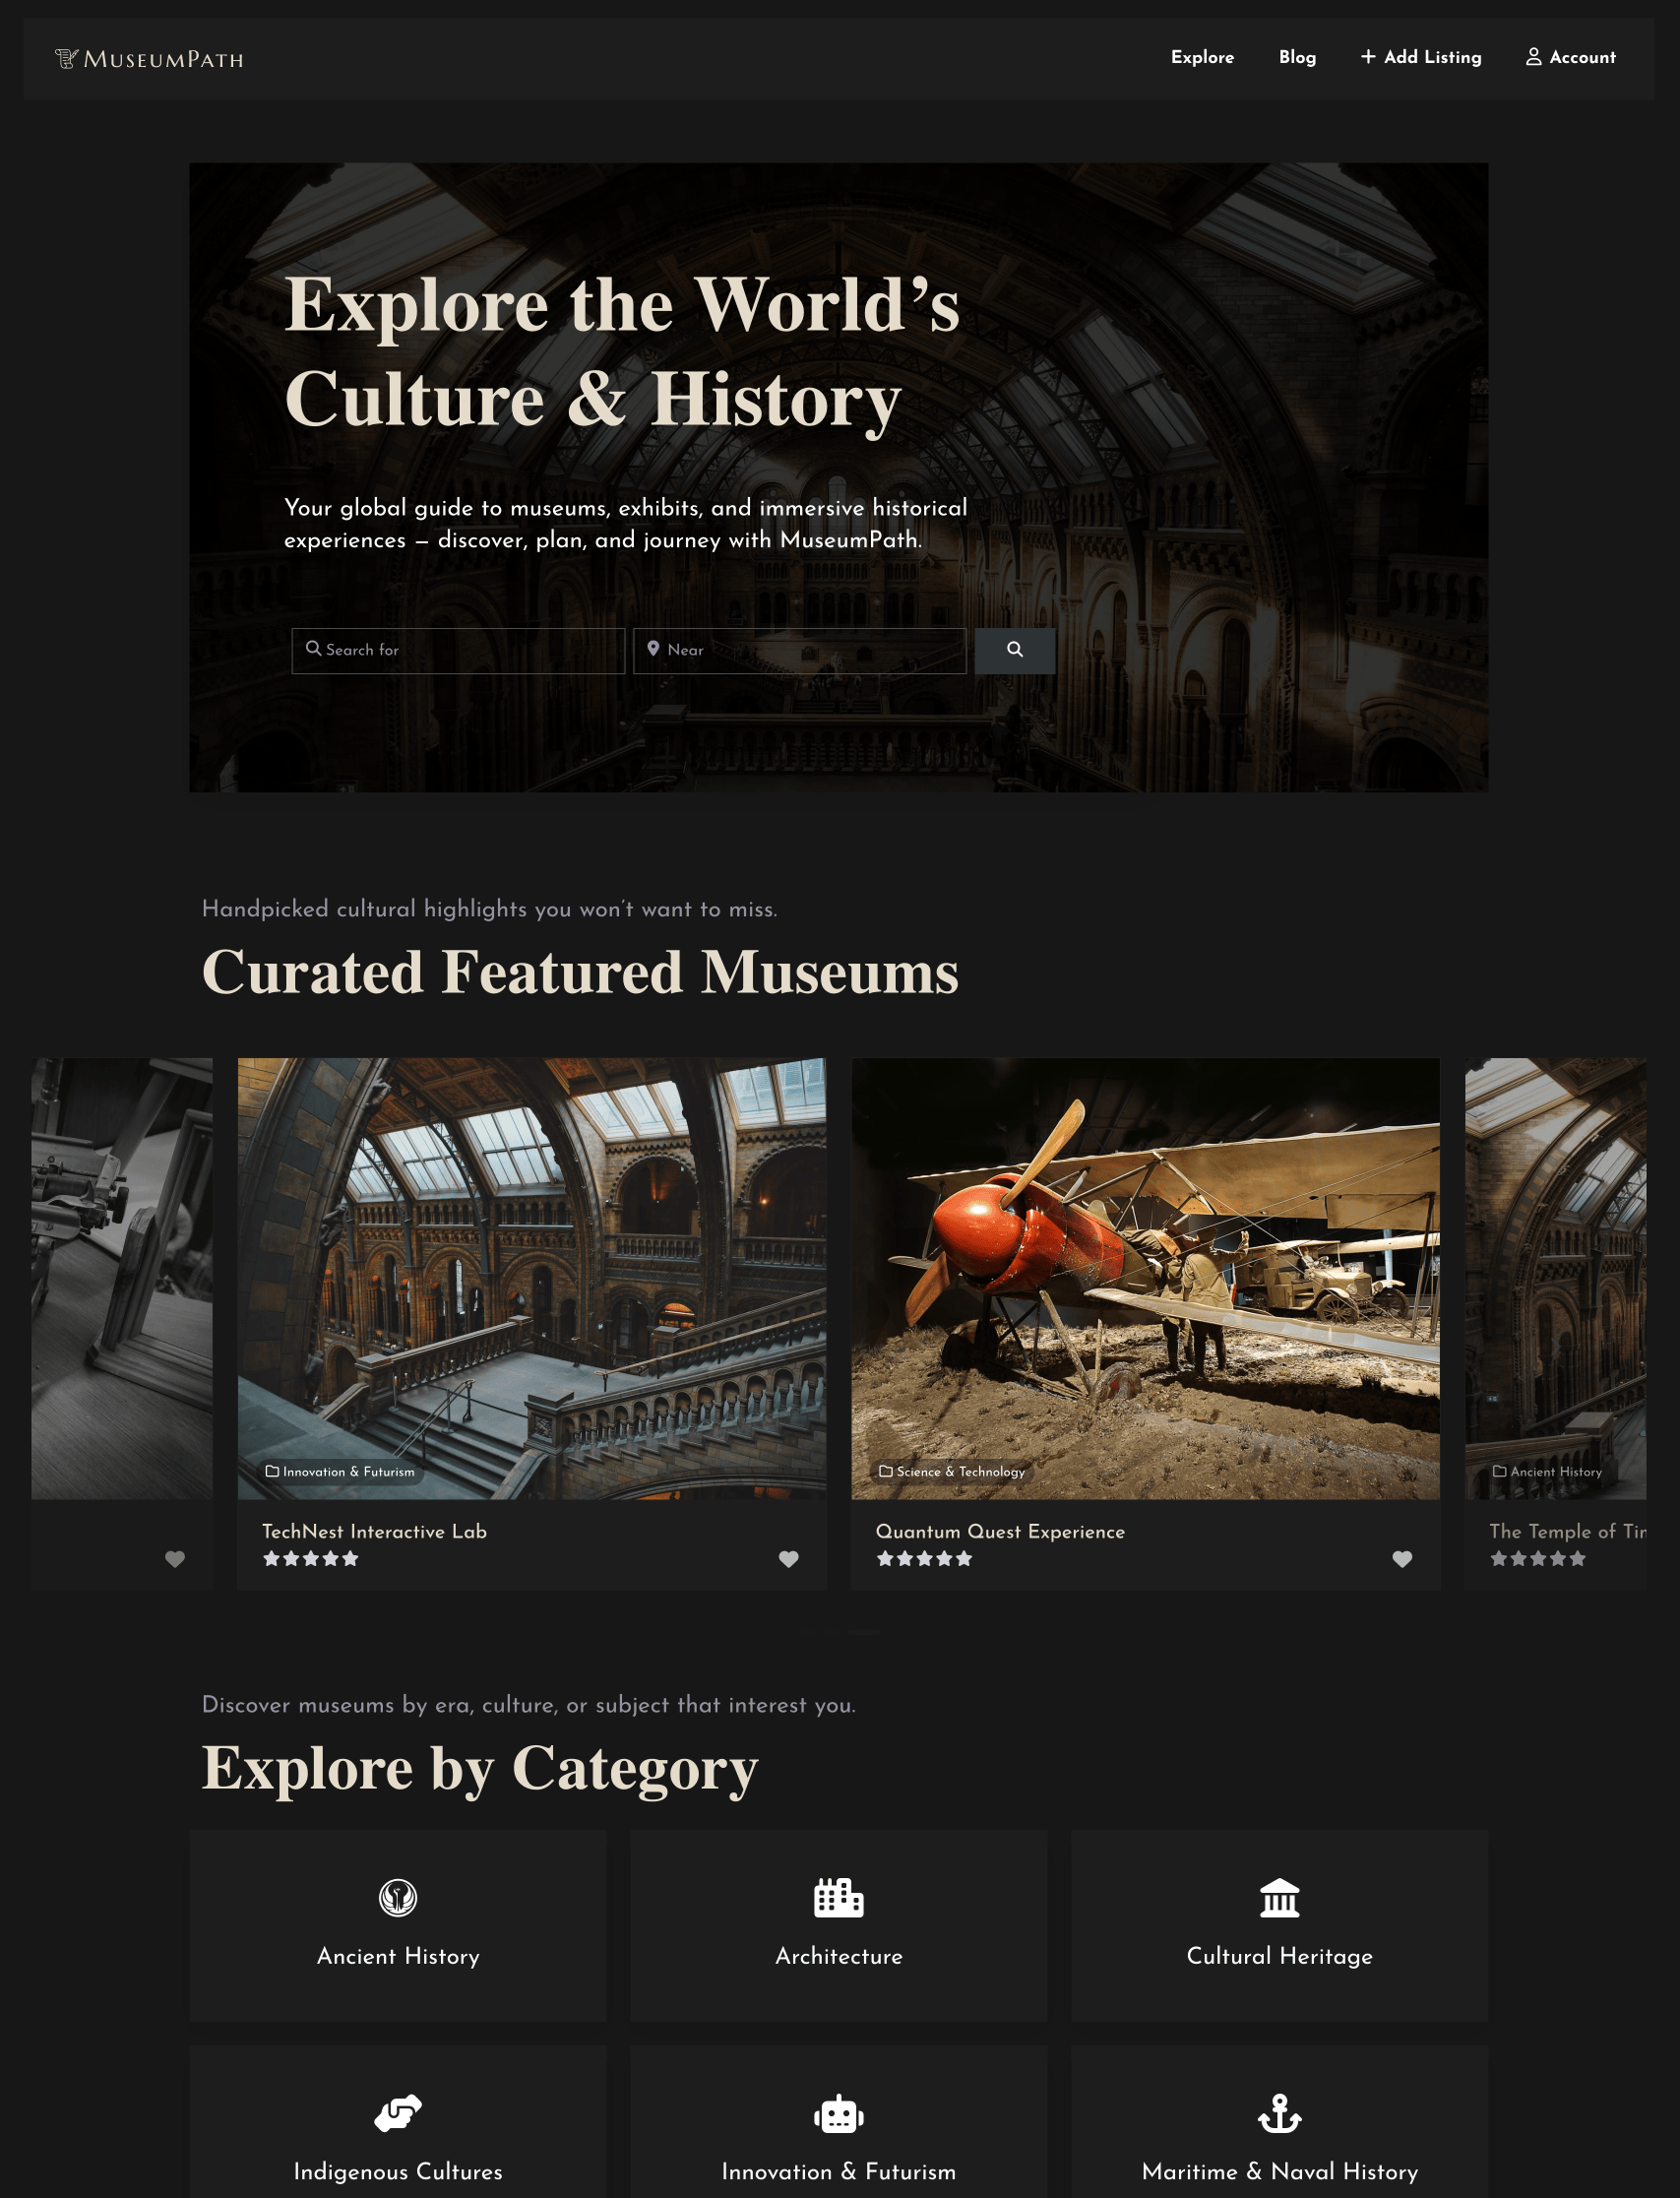 MUSEUMPATH
Explore
Blog
Add Listing
Account
Explore the World’s
Culture & History
Your global guide to museums, exhibits, and immersive historical
experiences – discover, plan, and journey with MuseumPath.
Search for
Near
Handpicked cultural highlights you won’t want to miss.
Curated Featured Museums
Innovation & Futurism
Science & Technology
Ancient History
TechNest Interactive Lab
Quantum Quest Experience
The Temple of
Discover museums by era, culture, or subject that interest you.
Explore by Category
Ancient History
Architecture
Cultural Heritage
Indigenous Cultures
Innovation & Futurism
Maritime & Naval History